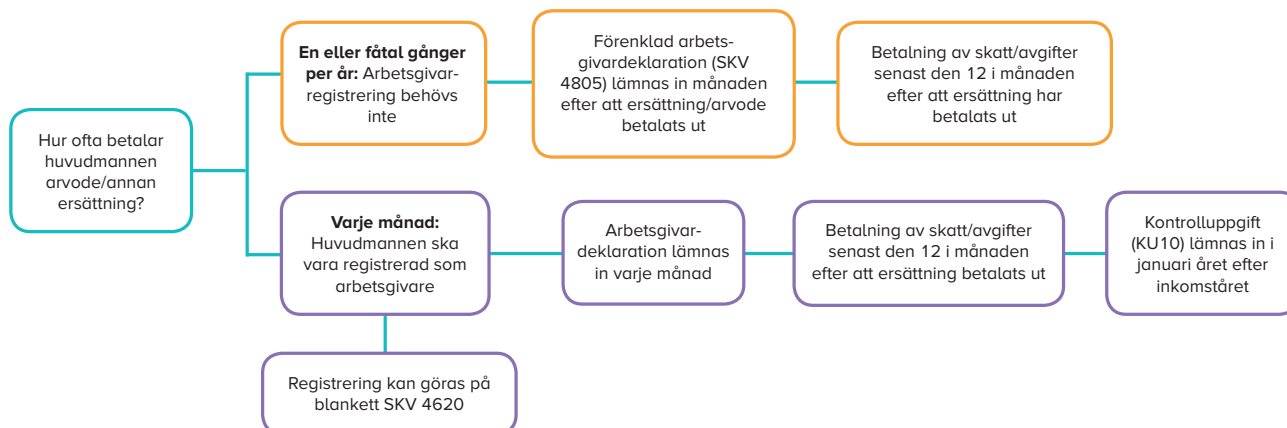 Hur ofta betalar
huvudmannen
arvode/annan
ersättning?
En eller fåtal gånger
per år: Arbetsgivar-
registrering behövs
inte
Förenklad arbets-
givardeklaration (SKV
4805) lämnas in månaden
efter att ersättning/arvode
betalats ut
Betalning av skatt/avgifter
senast den 12 i månaden
efter att ersättning har
betalats ut
Varje månad:
Huvudmannen ska
vara registrerad som
arbetsgivare
Arbetsgivar-
deklaration lämnas
in varje månad
Betalning av skatt/avgifter
senast den 12 i månaden
efter att ersättning betalats ut
Kontrolluppgift
(KU10) lämnas in i
januari året efter
inkomståret
Registrering kan göras på
blankett SKV 4620